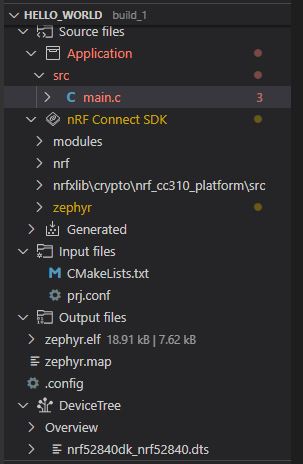 HELLO_WORLD build_1
Source files
Application
src
main.c 3
nRF Connect SDK
modules
nrf
nrfxlib\crypto\nrf_cc310_platform\src
zephyr
Generated
Input files
CMakeLists.txt
prj.conf
Output files
zephyr.elf 18.91 kB | 7.62 kB
zephyr.map
.config
DeviceTree
Overview
nrf52840dk_nrf52840.dts